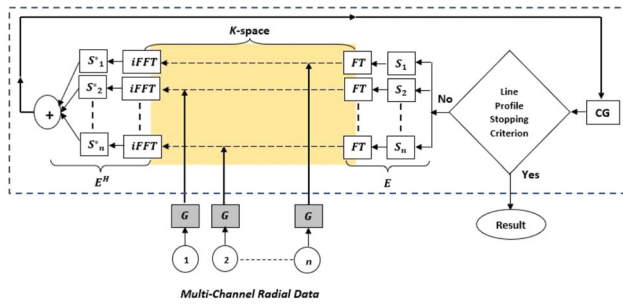 K-space
S*1 iFFT FT S1
S*2 iFFT FT S2
S*n iFFT FT Sn
+
E^H
E
No
Line
Profile
Stopping
Criterion
CG
Yes
Result
G G G
1 2 n
Multi-Channel Radial Data